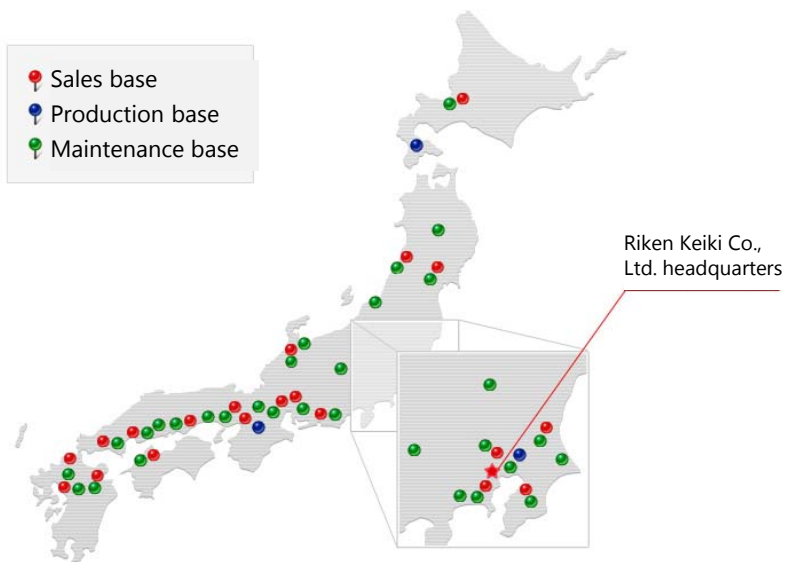 Sales base
Production base
Maintenance base
Riken Keiki Co.,
Ltd. headquarters